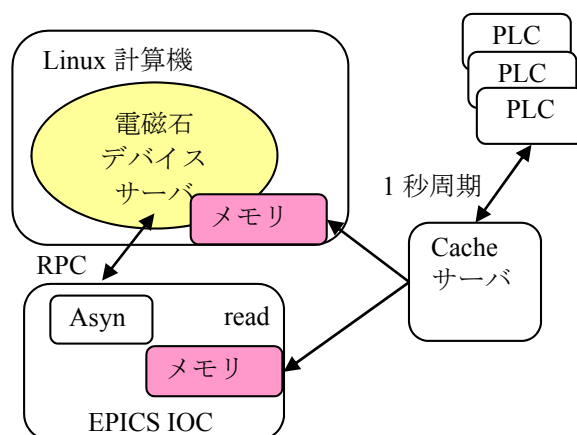 Linux 計算機
電磁石
デバイス
サーバ
メモリ
RPC
Asyn
read
メモリ
EPICS IOC
PLC
PLC
PLC
1 秒周期
Cache
サーバ